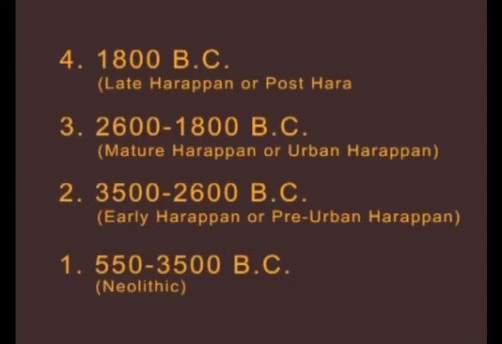 4. 1800 B.C.
(Late Harappan or Post Hara
3. 2600-1800 B.C.
(Mature Harappan or Urban Harappan)
2. 3500-2600 B.C.
(Early Harappan or Pre-Urban Harappan)
1. 550-3500 B.C.
(Neolithic)